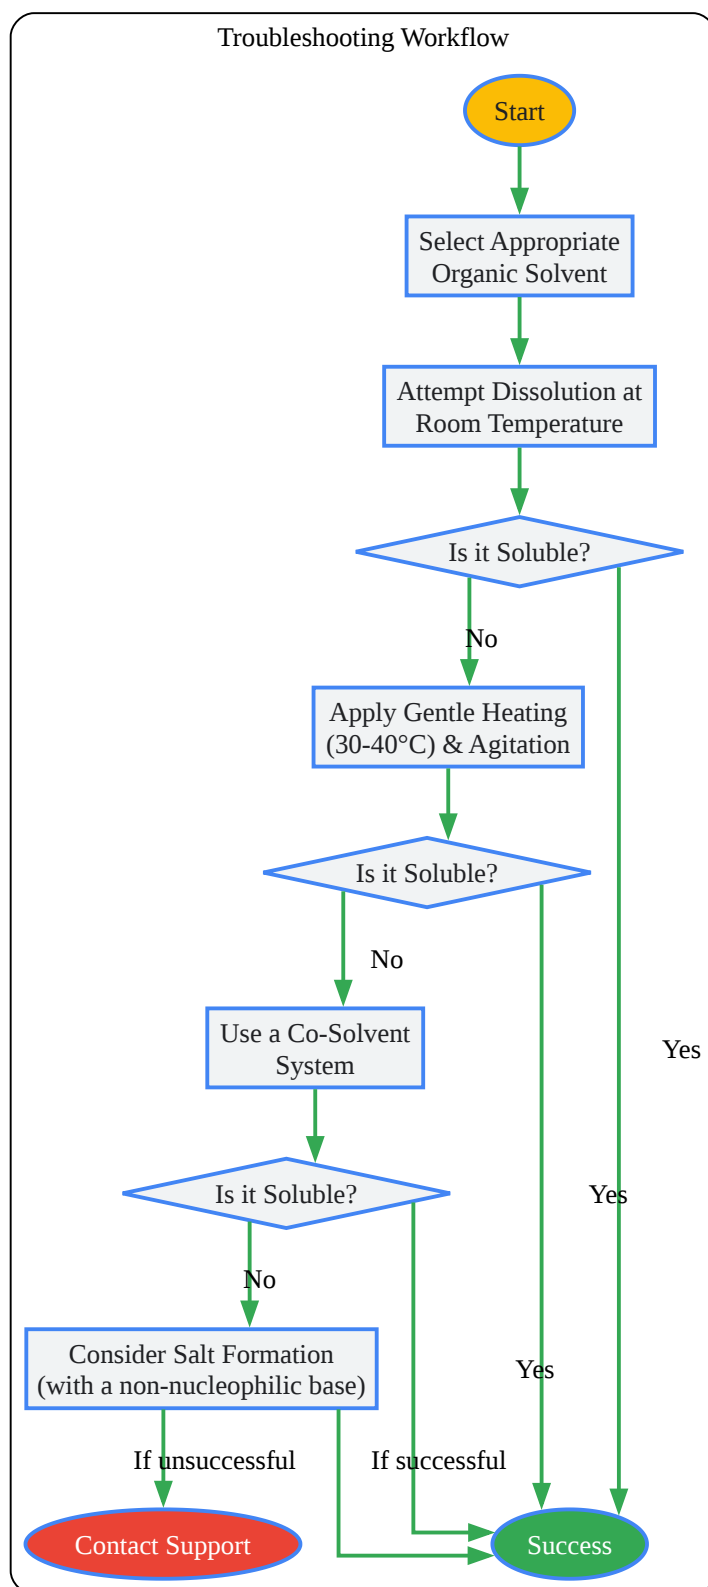 Troubleshooting Workflow
Start
Select Appropriate
Organic Solvent
Attempt Dissolution at
Room Temperature
Is it Soluble?
No
Apply Gentle Heating
(30-40°C) & Agitation
Is it Soluble?
No
Use a Co-Solvent
System
Yes
Is it Soluble?
Yes
No
Consider Salt Formation
(with a non-nucleophilic base)
Yes
If unsuccessful
If successful
Contact Support
Success